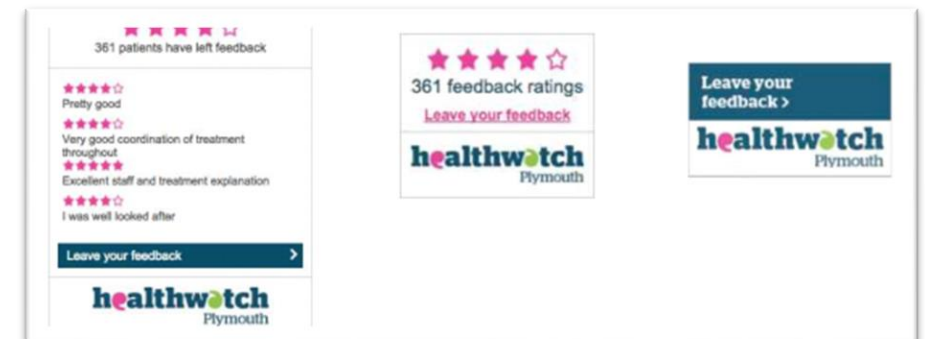 361 patients have left feedback
Pretty good
Very good coordination of treatment
throughout
Excellent staff and treatment explanation
I was well looked after
Leave your feedback >
healthwatch
Plymouth
361 feedback ratings
Leave your feedback
healthwatch
Plymouth
Leave your
feedback >
healthwatch
Plymouth